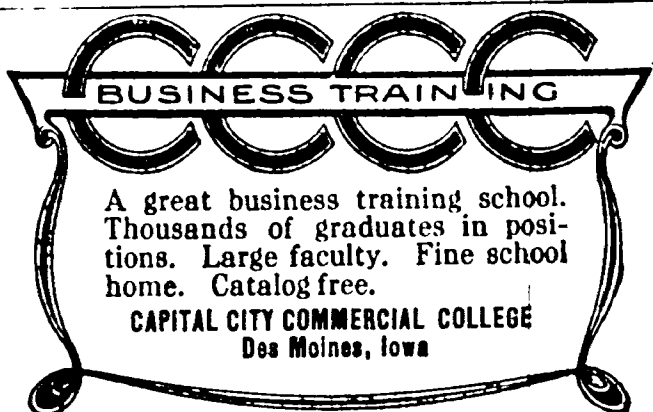 CCCC
BUSINESS TRAINING
A great business training school.
Thousands of graduates in posi-
tions. Large faculty. Fine school
home. Catalog free.
CAPITAL CITY COMMERCIAL COLLEGE
Des Moines, Iowa